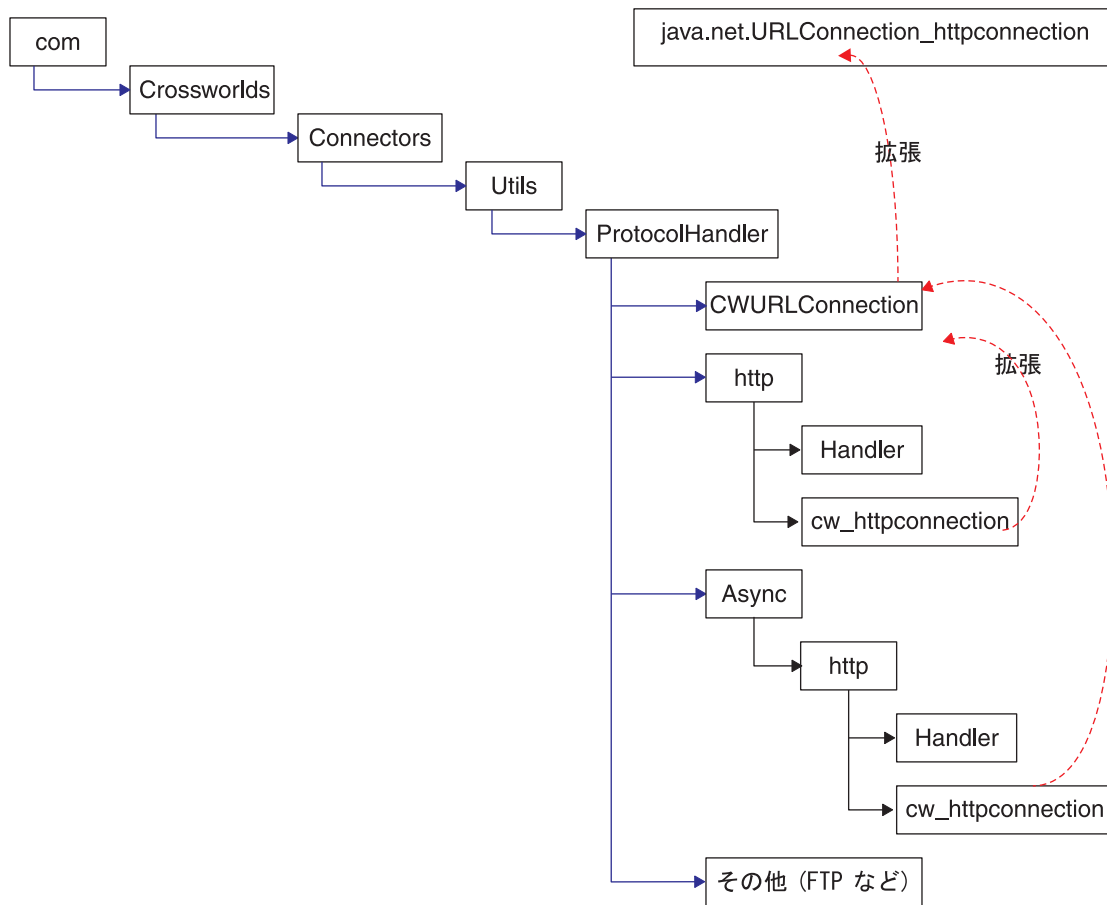 com
java.net.URLConnection_httpconnection
Crossworlds
Connectors
拡張
Utils
ProtocolHandler
CWURLConnection
http
拡張
Handler
cw_httpconnection
Async
http
Handler
cw_httpconnection
その他 (FTP など)